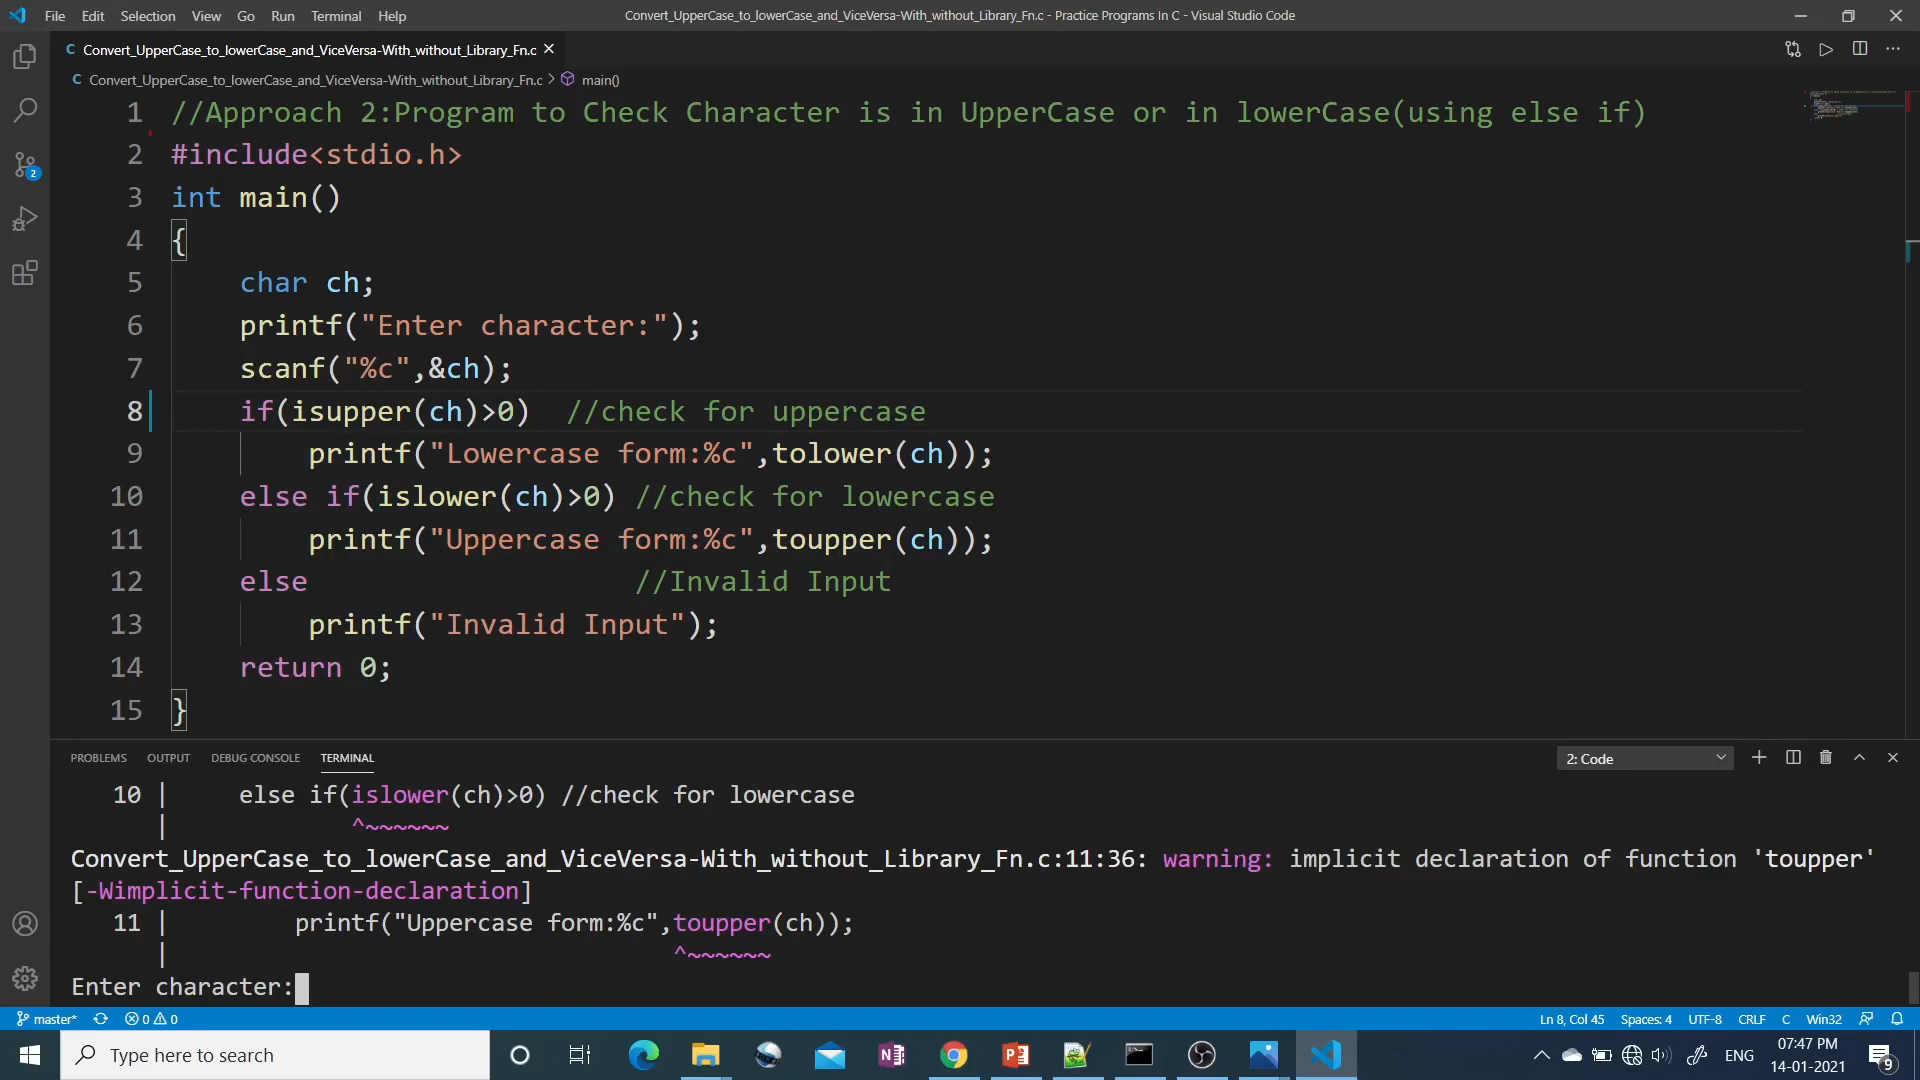 File Edit Selection View Go Run Terminal Help
Convert_UpperCase_to_lowerCase_and_ViceVersa-With_without_Library_Fn.c - Practice Programs In C - Visual Studio Code
C Convert_UpperCase_to_lowerCase_and_ViceVersa-With_without_Library_Fn.c
C Convert_UpperCase_to_lowerCase_and_ViceVersa-With_without_Library_Fn.c > main()
1 //Approach 2:Program to Check Character is in UpperCase or in lowerCase(using else if)
2 #include<stdio.h>
3 int main()
4 {
5 char ch;
6 printf("Enter character:");
7 scanf("%c",&ch);
8 if(isupper(ch)>0) //check for uppercase
9 printf("Lowercase form:%c",tolower(ch));
10 else if(islower(ch)>0) //check for lowercase
11 printf("Uppercase form:%c",toupper(ch));
12 else //Invalid Input
13 printf("Invalid Input");
14 return 0;
15 }
2
PROBLEMS OUTPUT DEBUG CONSOLE TERMINAL
2: Code
10 | else if(islower(ch)>0) //check for lowercase
| ^~~~~~~
Convert_UpperCase_to_lowerCase_and_ViceVersa-With_without_Library_Fn.c:11:36: warning: implicit declaration of function 'toupper'
[-Wimplicit-function-declaration]
11 | printf("Uppercase form:%c",toupper(ch));
| ^~~~~~~
Enter character:
master* 0 0
Ln 8, Col 45 Spaces: 4 UTF-8 CRLF C Win32
Type here to search
ENG
07:47 PM
14-01-2021
9